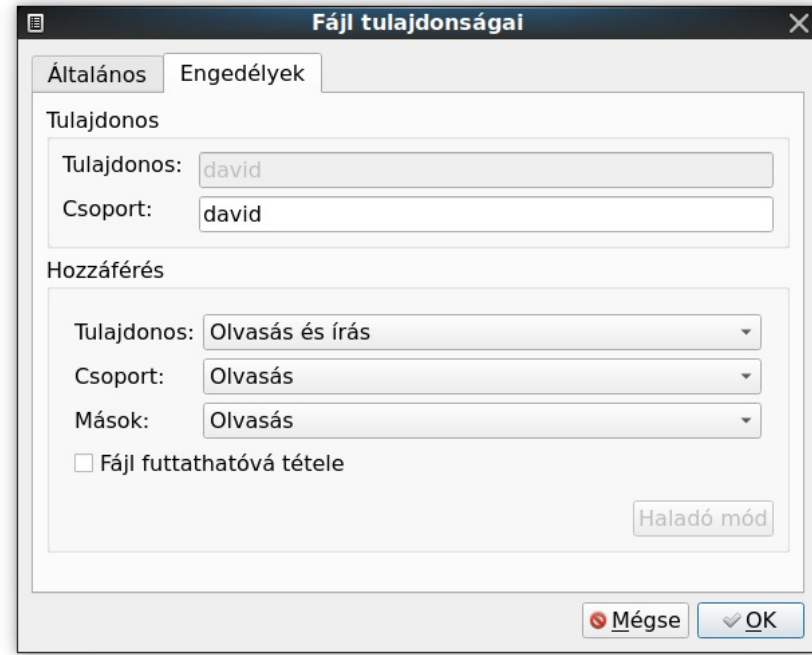 Fájl tulajdonságai
Általános Engedélyek
Tulajdonos
Tulajdonos: david
Csoport: david
Hozzáférés
Tulajdonos: Olvasás és írás
Csoport: Olvasás
Mások: Olvasás
Fájl futtathatóvá tétele
Haladó mód
Mégse OK